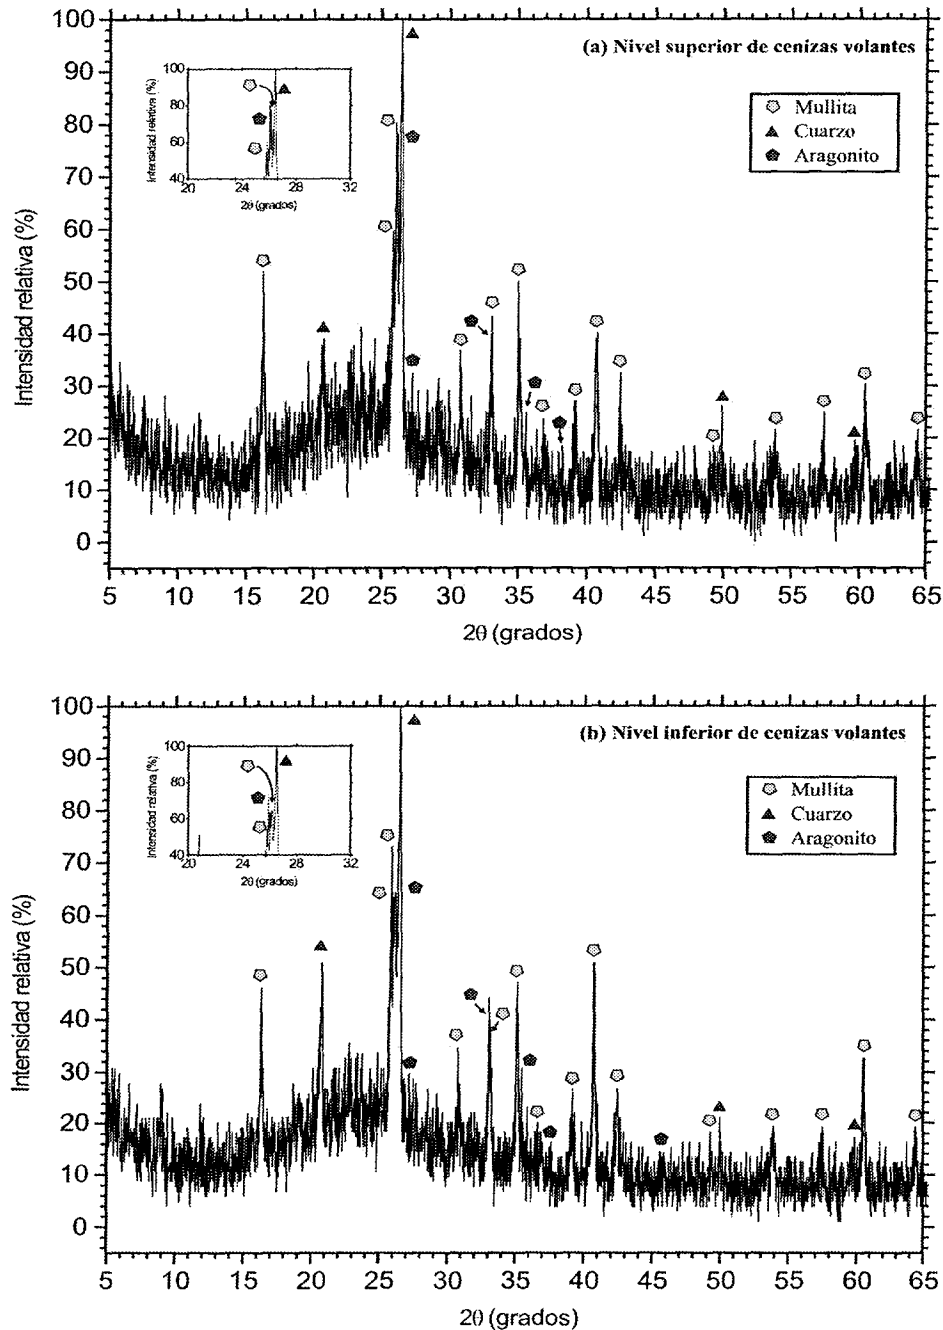 (a) Nivel superior de cenizas volantes
Mullita
Cuarzo
Aragonito
Intensidad relativa (%)
100
90
80
70
60
50
40
30
20
10
0
5 10 15 20 25 30 35 40 45 50 55 60 65
2θ (grados)
Intensidad relativa (%)
100
80
60
40
20 24 28 32
2θ (grados)
(b) Nivel inferior de cenizas volantes
Mullita
Cuarzo
Aragonito
Intensidad relativa (%)
100
90
80
70
60
50
40
30
20
10
0
5 10 15 20 25 30 35 40 45 50 55 60 65
2θ (grados)
Intensidad relativa (%)
100
80
60
40
20 24 28 32
2θ (grados)